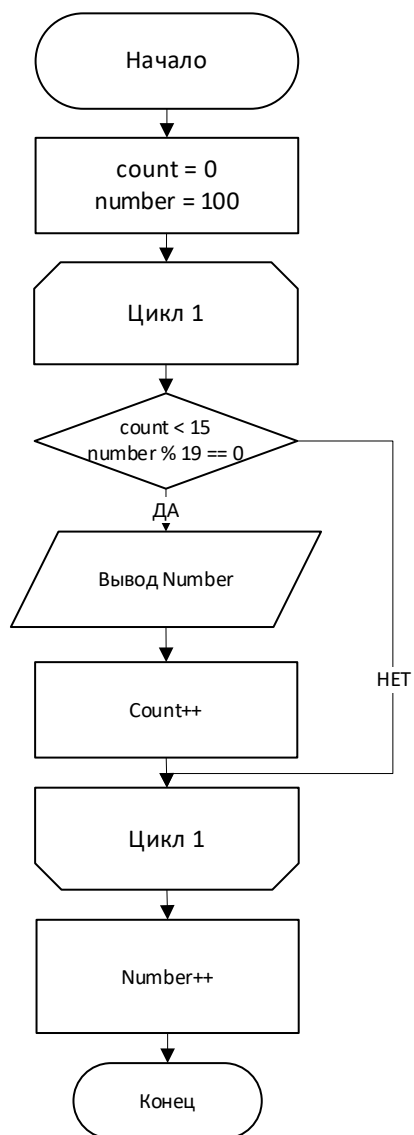 Начало
count = 0
number = 100
Цикл 1
count < 15
number % 19 == 0
ДА
Вывод Number
НЕТ
Count++
Цикл 1
Number++
Конец